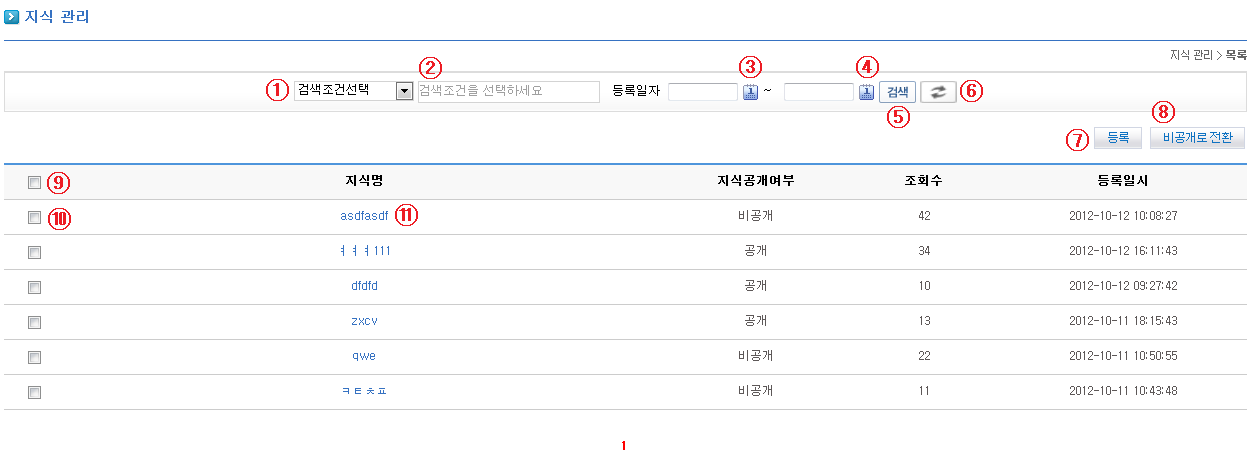 지식 관리
지식 관리 > 목록
① 검색조건선택 ② 검색조건을 선택하세요 등록일자 ③ ~ ④ 검색 ⑤ ⑥
⑦ 등록 ⑧ 비공개로 전환
⑨ 지식명 지식공개여부 조회수 등록일시
⑩ asdfasdf ⑪ 비공개 42 2012-10-12 10:08:27
ㅕㅕㅕ111 공개 34 2012-10-12 16:11:43
dfdfd 공개 10 2012-10-12 09:27:42
zxcv 공개 13 2012-10-11 18:15:43
qwe 비공개 22 2012-10-11 10:50:55
ㅋㅌㅊㅍ 비공개 11 2012-10-11 10:43:48
1